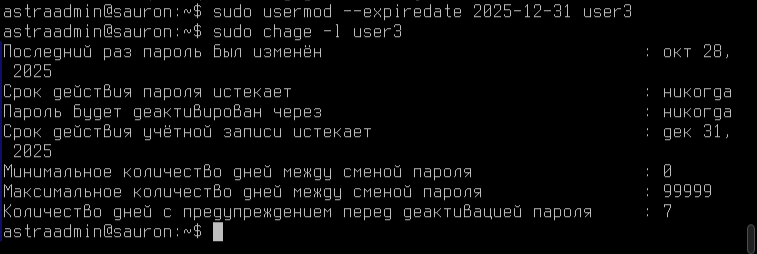 astraadmin@sauron:~$ sudo usermod --expiredate 2025-12-31 user3
astraadmin@sauron:~$ sudo chage -l user3
Последний раз пароль был изменён : окт 28,
2025
Срок действия пароля истекает : никогда
Пароль будет деактивирован через : никогда
Срок действия учётной записи истекает : дек 31,
2025
Минимальное количество дней между сменой пароля : 0
Максимальное количество дней между сменой пароля : 99999
Количество дней с предупреждением перед деактивацией пароля : 7
astraadmin@sauron:~$